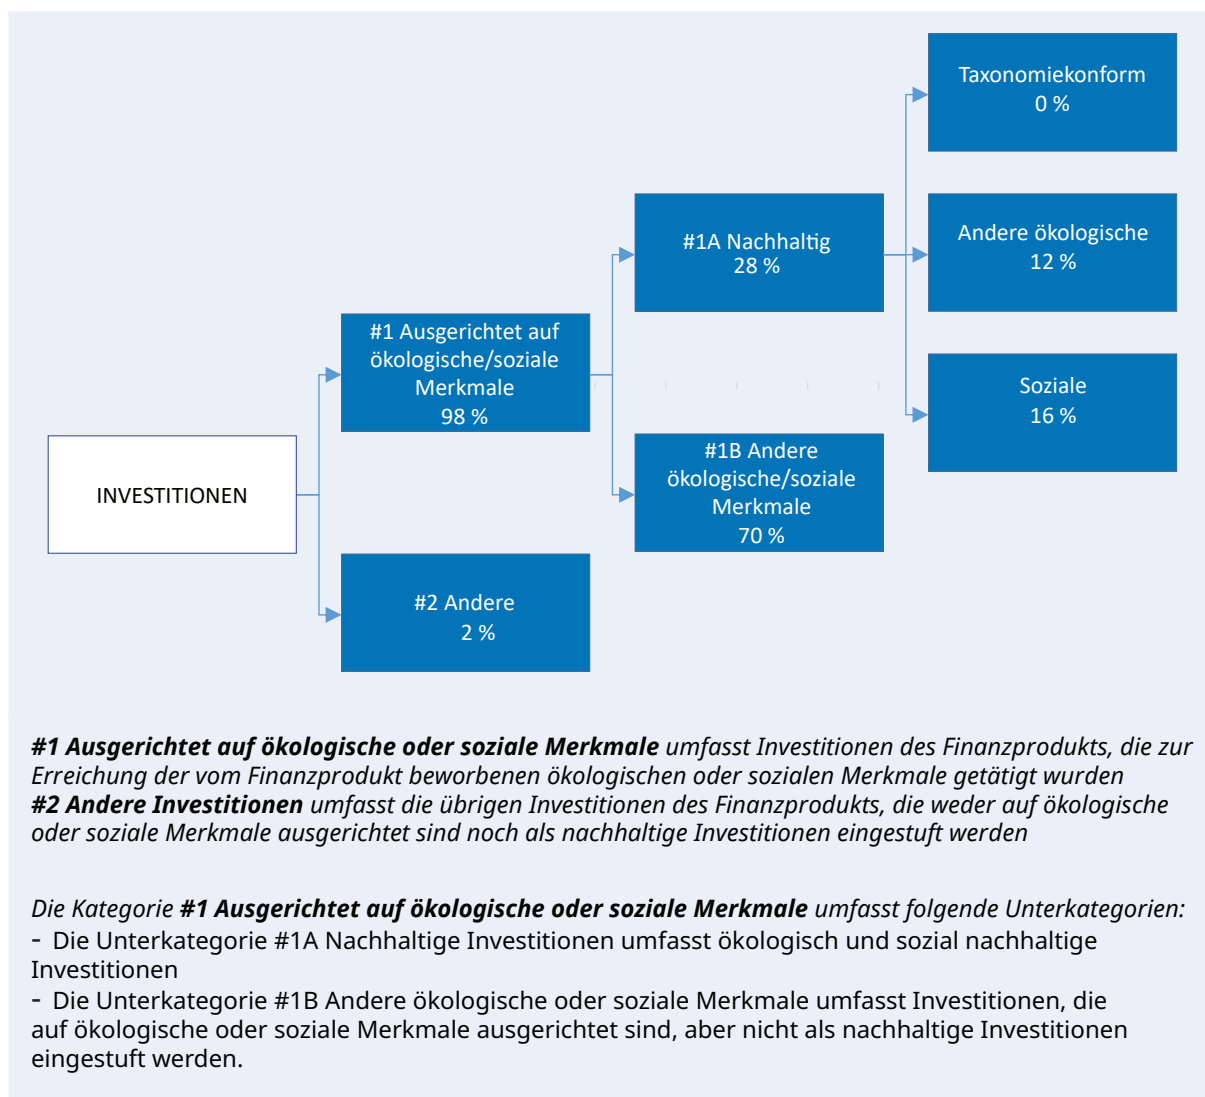 Taxonomiekonform
0 %
#1A Nachhaltig
28 %
Andere ökologische
12 %
#1 Ausgerichtet auf
ökologische/soziale
Merkmale
98 %
Soziale
16 %
INVESTITIONEN
#1B Andere
ökologische/soziale
Merkmale
70 %
#2 Andere
2 %
#1 Ausgerichtet auf ökologische oder soziale Merkmale umfasst Investitionen des Finanzprodukts, die zur
Erreichung der vom Finanzprodukt beworbenen ökologischen oder sozialen Merkmale getätigt wurden
#2 Andere Investitionen umfasst die übrigen Investitionen des Finanzprodukts, die weder auf ökologische
oder soziale Merkmale ausgerichtet sind noch als nachhaltige Investitionen eingestuft werden
Die Kategorie #1 Ausgerichtet auf ökologische oder soziale Merkmale umfasst folgende Unterkategorien:
- Die Unterkategorie #1A Nachhaltige Investitionen umfasst ökologisch und sozial nachhaltige
Investitionen
- Die Unterkategorie #1B Andere ökologische oder soziale Merkmale umfasst Investitionen, die
auf ökologische oder soziale Merkmale ausgerichtet sind, aber nicht als nachhaltige Investitionen
eingestuft werden.